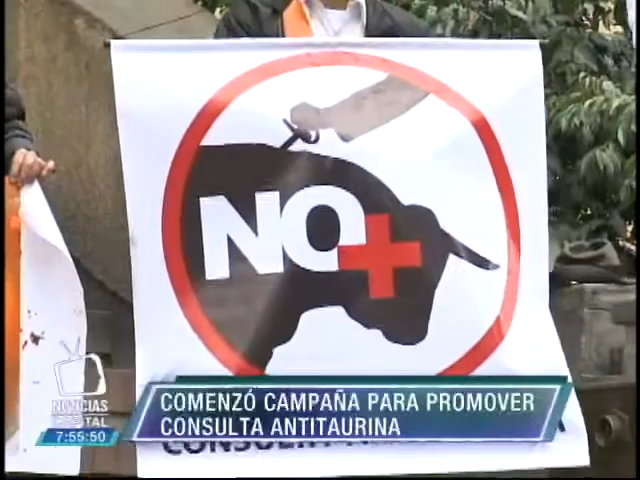 NO+
COMENZÓ CAMPAÑA PARA PROMOVER
CONSULTA ANTITAURINA
NOTICIAS
7:55:50